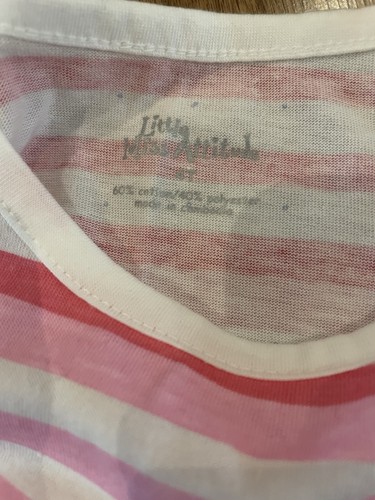 Little
Miss Attitude
60% cotton/40% polyester
made in Cambodia